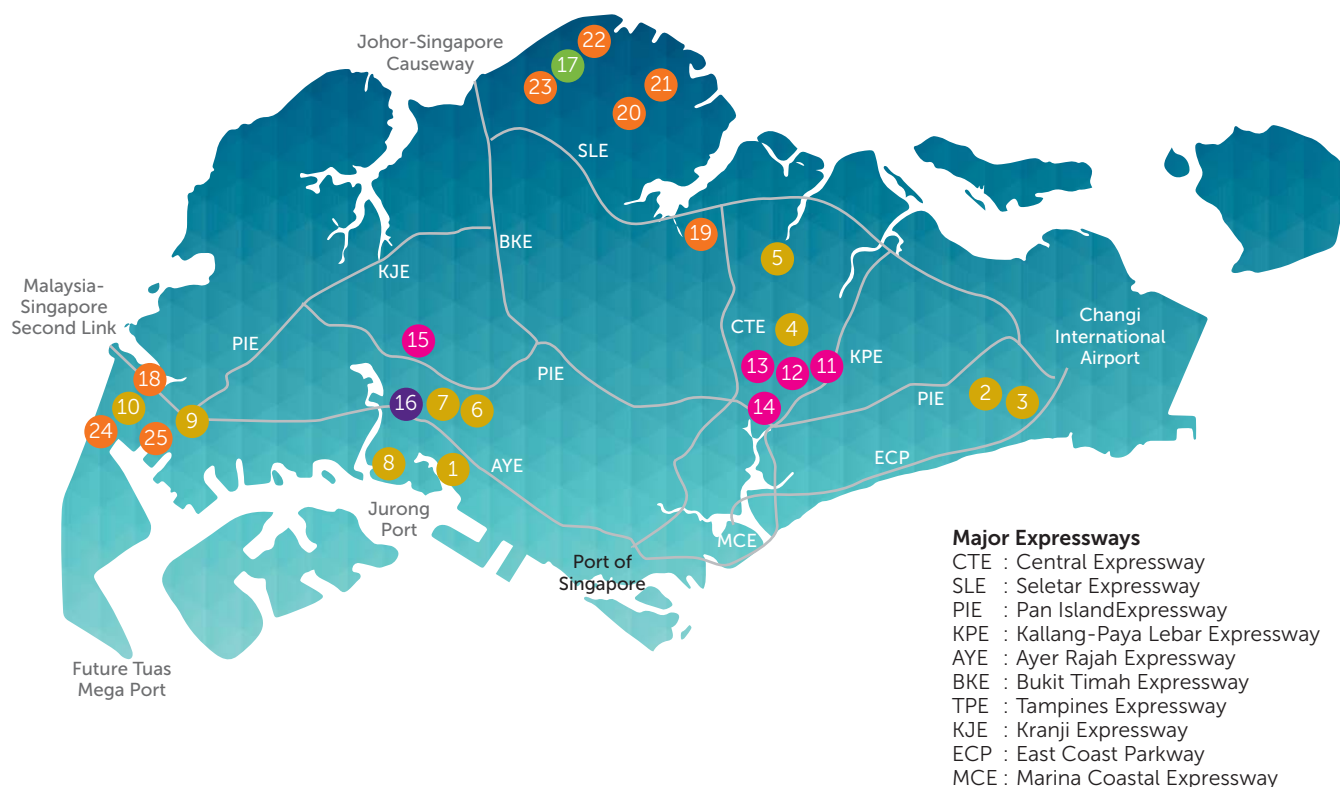 Johor-Singapore
Causeway
22
17
23
21
20
SLE
19
BKE
5
KJE
Malaysia-
Singapore
Second Link
Changi
International
Airport
CTE
4
PIE
15
KPE
13
12
11
PIE
18
16
7
6
14
PIE
2
3
10
9
24
25
8
1
AYE
ECP
Jurong
Port
MCE
Port of
Singapore
Future Tuas
Mega Port
Major Expressways
CTE : Central Expressway
SLE : Seletar Expressway
PIE : Pan IslandExpressway
KPE : Kallang-Paya Lebar Expressway
AYE : Ayer Rajah Expressway
BKE : Bukit Timah Expressway
TPE : Tampines Expressway
KJE : Kranji Expressway
ECP : East Coast Parkway
MCE : Marina Coastal Expressway